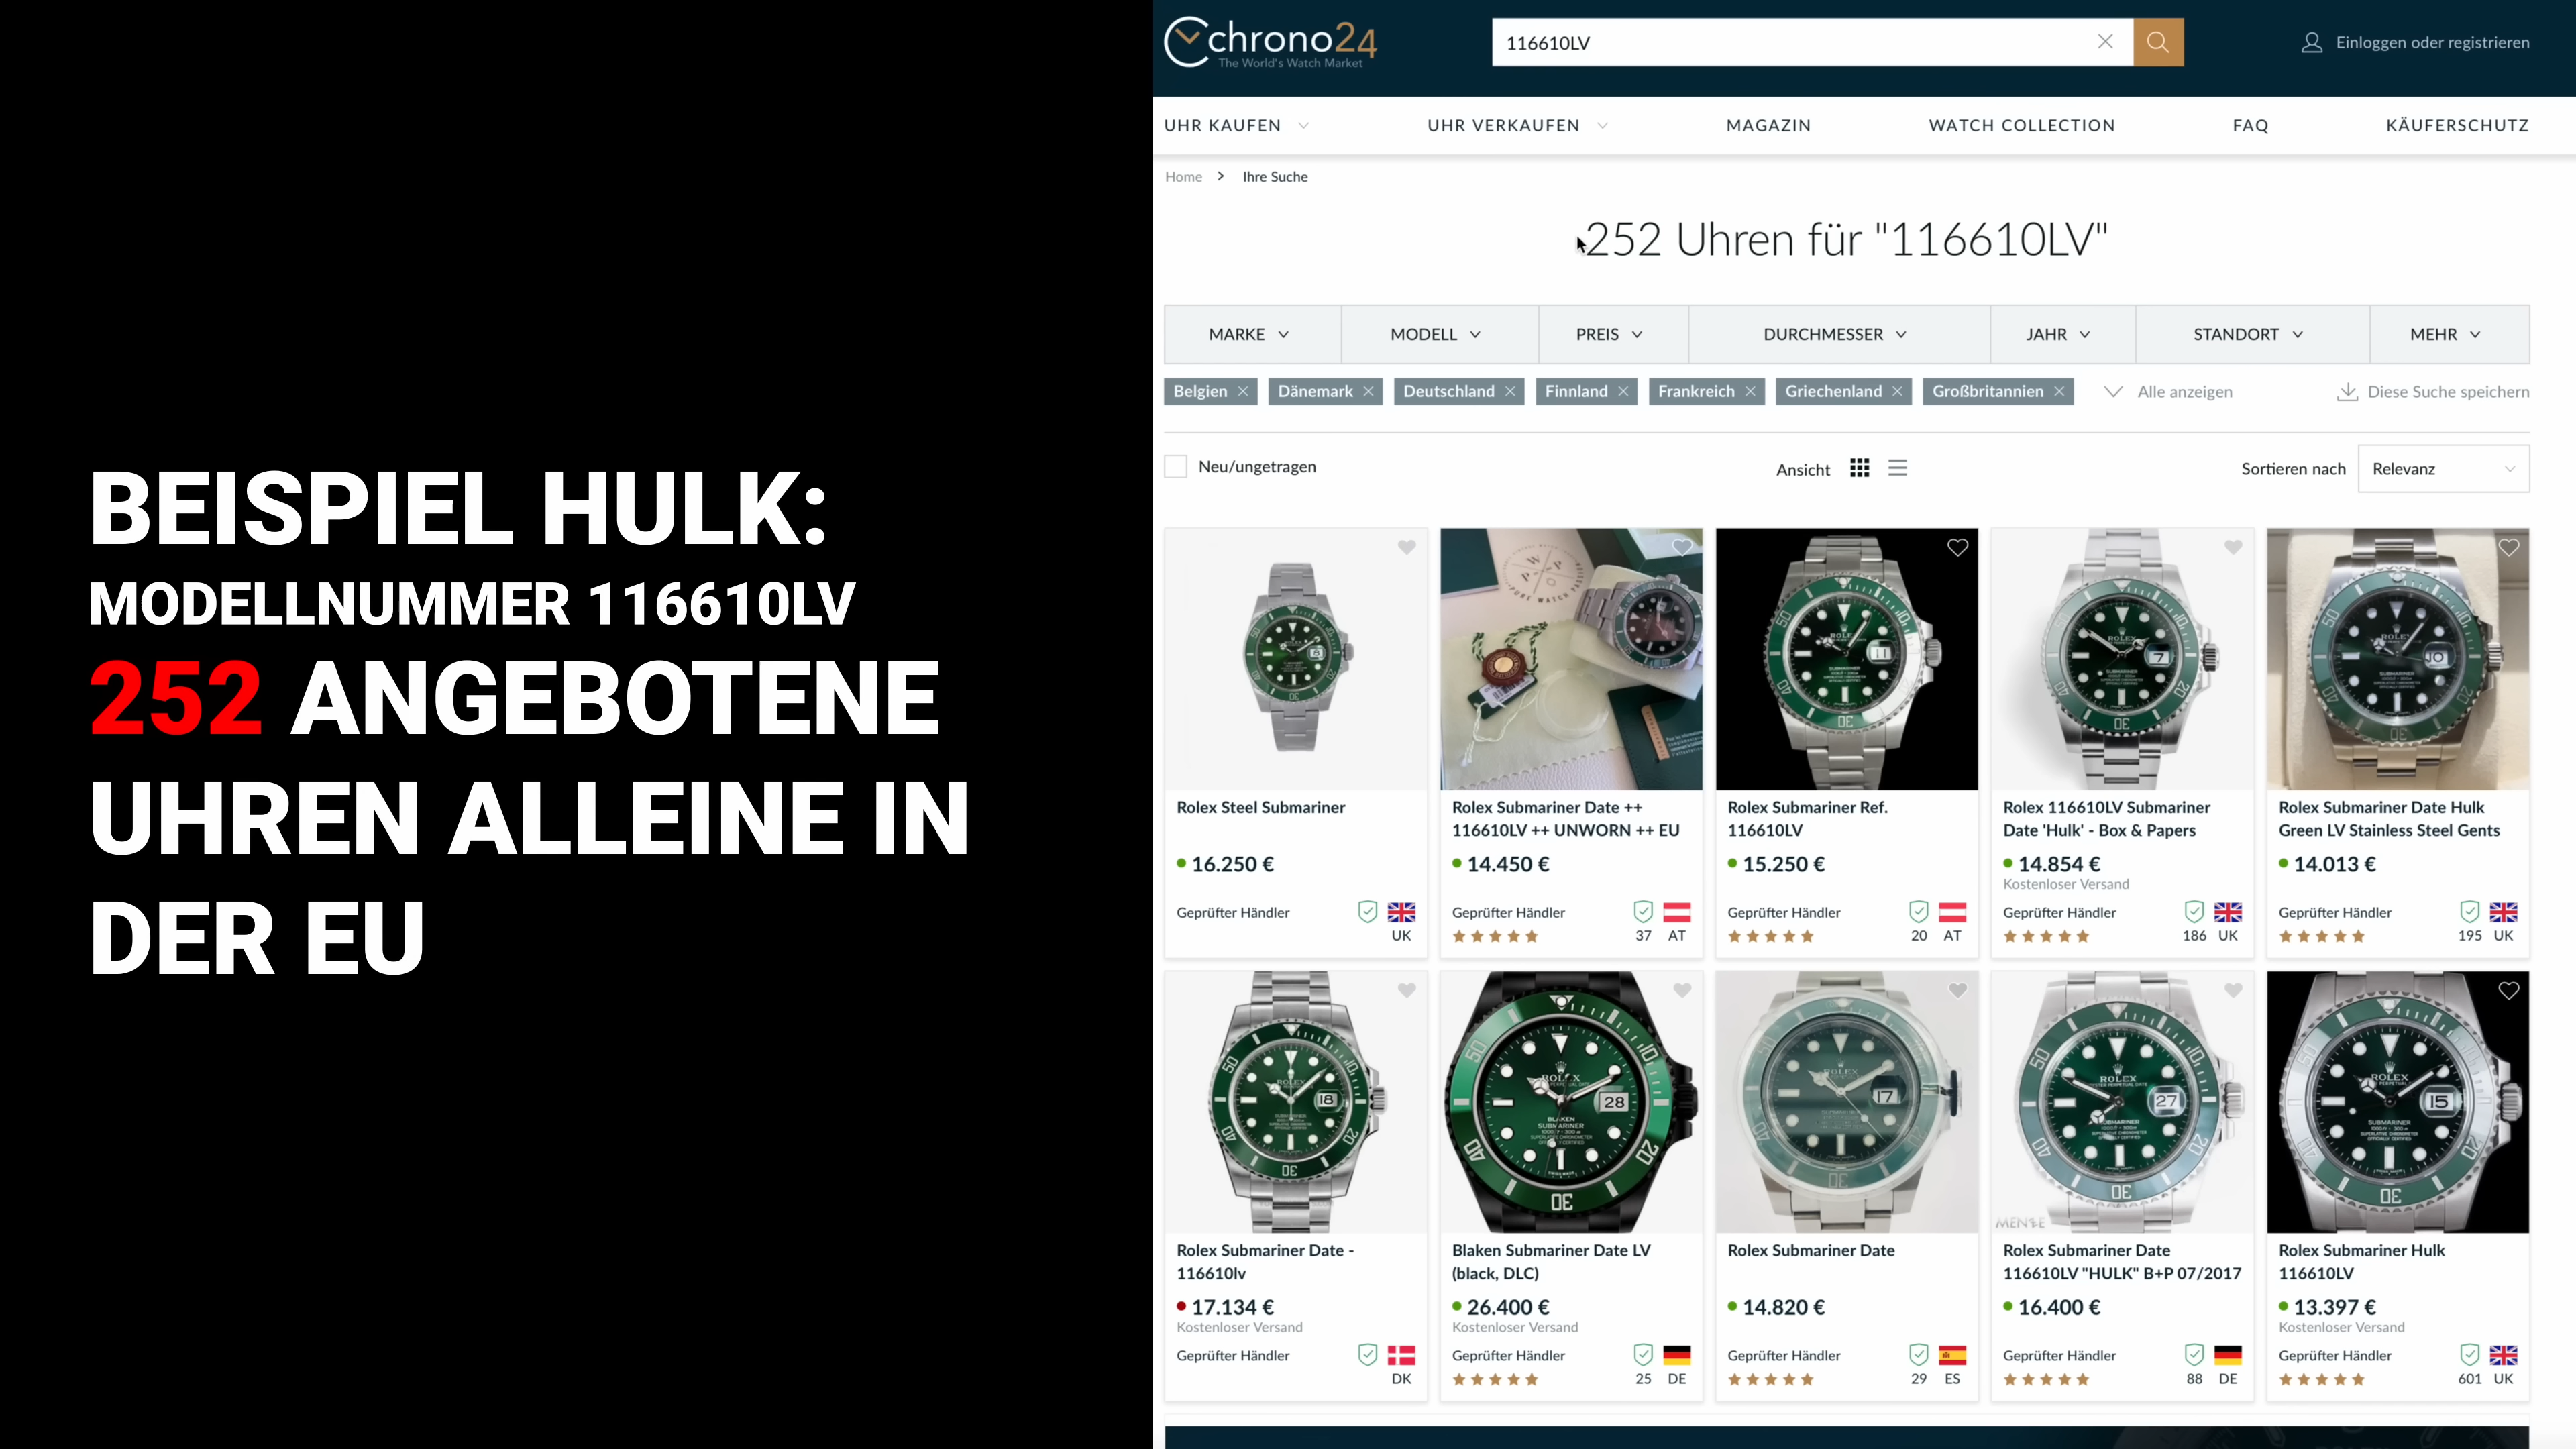 BEISPIEL HULK:
MODELLNUMMER 116610LV
252 ANGEBOTENE
UHREN ALLEINE IN
DER EU
chrono24
The World's Watch Market
116610LV
Einloggen oder registrieren
UHR KAUFEN
UHR VERKAUFEN
MAGAZIN
WATCH COLLECTION
FAQ
KÄUFERSCHUTZ
Home > Ihre Suche
252 Uhren für "116610LV"
MARKE
MODELL
PREIS
DURCHMESSER
JAHR
STANDORT
MEHR
Belgien
Dänemark
Deutschland
Finnland
Frankreich
Griechenland
Großbritannien
Alle anzeigen
Diese Suche speichern
Neu/ungetragen
Ansicht
Sortieren nach
Relevanz
Rolex Steel Submariner
16.250 €
Geprüfter Händler
UK
Rolex Submariner Date ++
116610LV ++ UNWORN ++ EU
14.450 €
Geprüfter Händler
37 AT
Rolex Submariner Ref.
116610LV
15.250 €
Geprüfter Händler
20 AT
Rolex 116610LV Submariner
Date 'Hulk' - Box & Papers
14.854 €
Kostenloser Versand
Geprüfter Händler
186 UK
Rolex Submariner Date Hulk
Green LV Stainless Steel Gents
14.013 €
Geprüfter Händler
195 UK
Rolex Submariner Date -
116610lv
17.134 €
Kostenloser Versand
Geprüfter Händler
DK
Blaken Submariner Date LV
(black, DLC)
26.400 €
Kostenloser Versand
Geprüfter Händler
25 DE
Rolex Submariner Date
14.820 €
Geprüfter Händler
29 ES
Rolex Submariner Date
116610LV "HULK" B+P 07/2017
16.400 €
Geprüfter Händler
88 DE
Rolex Submariner Hulk
116610LV
13.397 €
Kostenloser Versand
Geprüfter Händler
601 UK